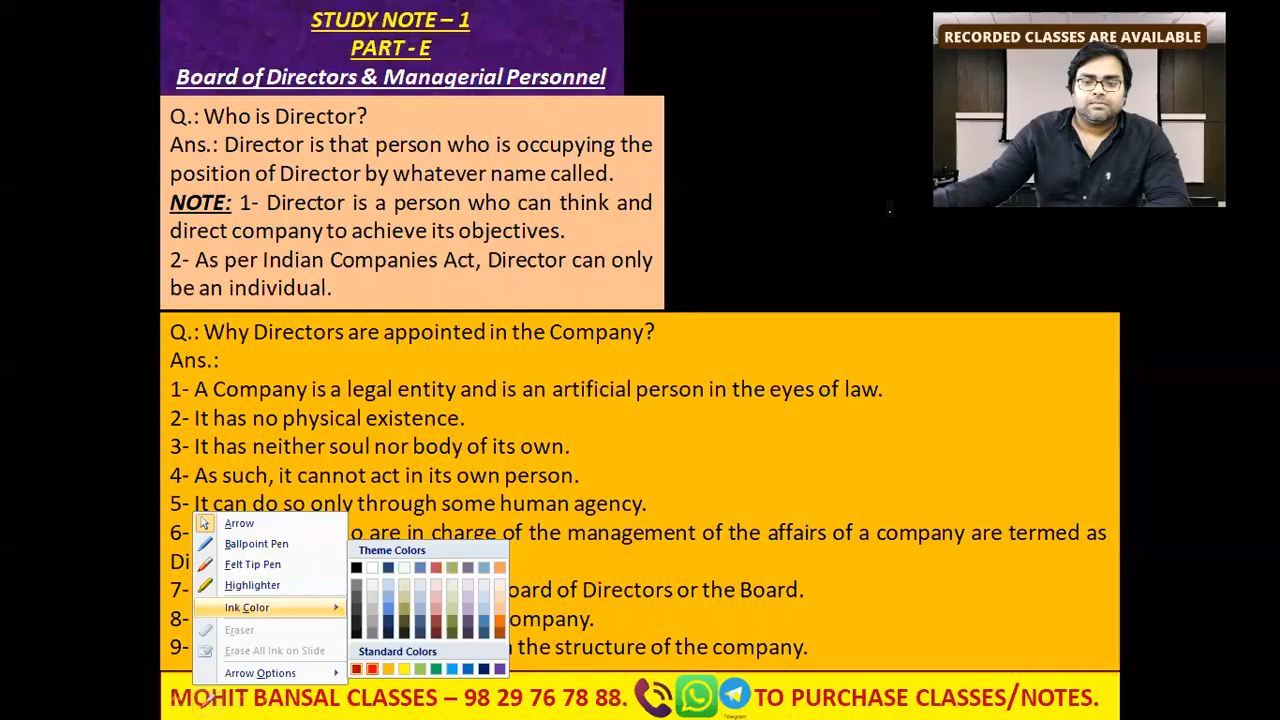 STUDY NOTE – 1
PART - E
Board of Directors & Managerial Personnel
RECORDED CLASSES ARE AVAILABLE
Q.: Who is Director?
Ans.: Director is that person who is occupying the
position of Director by whatever name called.
NOTE: 1- Director is a person who can think and
direct company to achieve its objectives.
2- As per Indian Companies Act, Director can only
be an individual.
Q.: Why Directors are appointed in the Company?
Ans.:
1- A Company is a legal entity and is an artificial person in the eyes of law.
2- It has no physical existence.
3- It has neither soul nor body of its own.
4- As such, it cannot act in its own person.
5- It can do so only through some human agency.
6- are in charge of the management of the affairs of a company are termed as
7- Board of Directors or the Board.
8- company.
9- the structure of the company.
Arrow
Ballpoint Pen
Felt Tip Pen
Highlighter
Ink Color
Eraser
Erase All Ink on Slide
Arrow Options
Theme Colors
Standard Colors
MOHIT BANSAL CLASSES – 98 29 76 78 88. TO PURCHASE CLASSES/NOTES.
Telegram